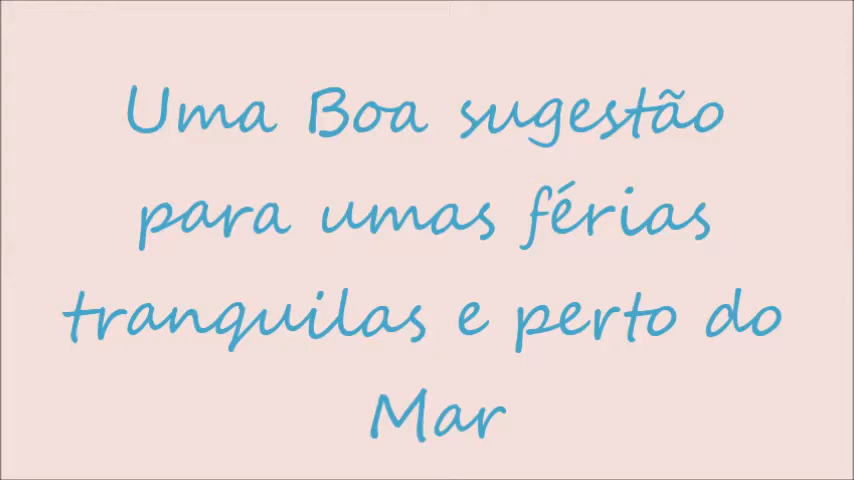 Uma Boa sugestão
para umas férias
tranquilas e perto do
Mar